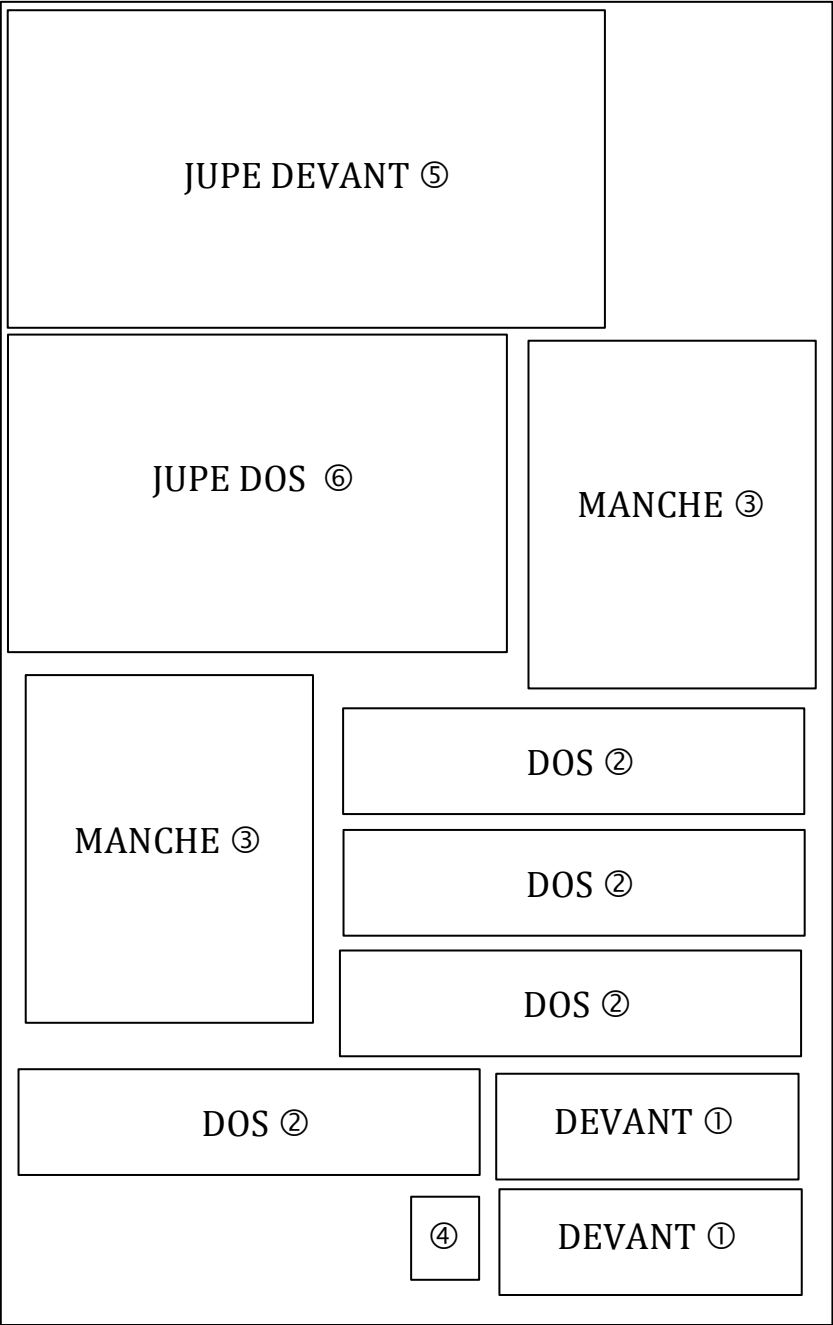 JUPE DEVANT ⑤
JUPE DOS ⑥
MANCHE ③
DOS ②
MANCHE ③
DOS ②
DOS ②
DOS ②
DEVANT ①
④
DEVANT ①